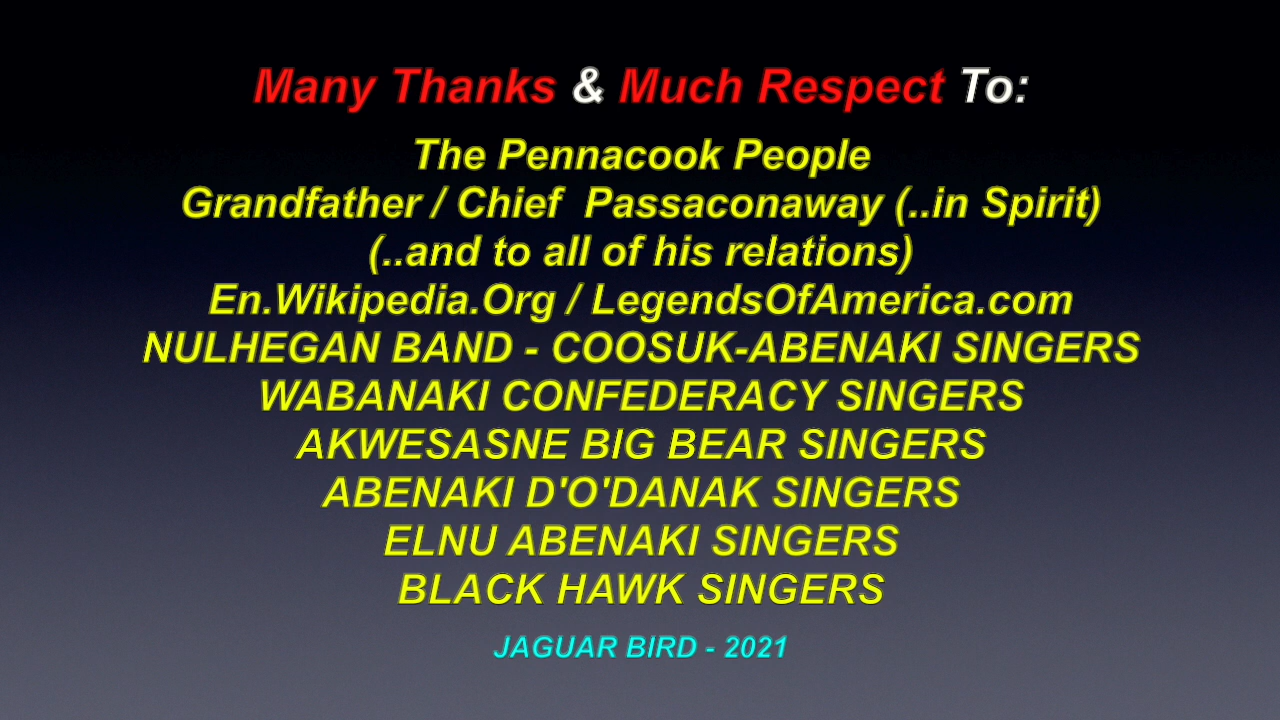 Many Thanks & Much Respect To:
The Pennacook People
Grandfather / Chief  Passaconaway (..in Spirit)
(..and to all of his relations)
En.Wikipedia.Org / LegendsOfAmerica.com
NULHEGAN BAND - COOSUK-ABENAKI SINGERS
WABANAKI CONFEDERACY SINGERS
AKWESASNE BIG BEAR SINGERS
ABENAKI D'O'DANAK SINGERS
ELNU ABENAKI SINGERS
BLACK HAWK SINGERS
JAGUAR BIRD - 2021